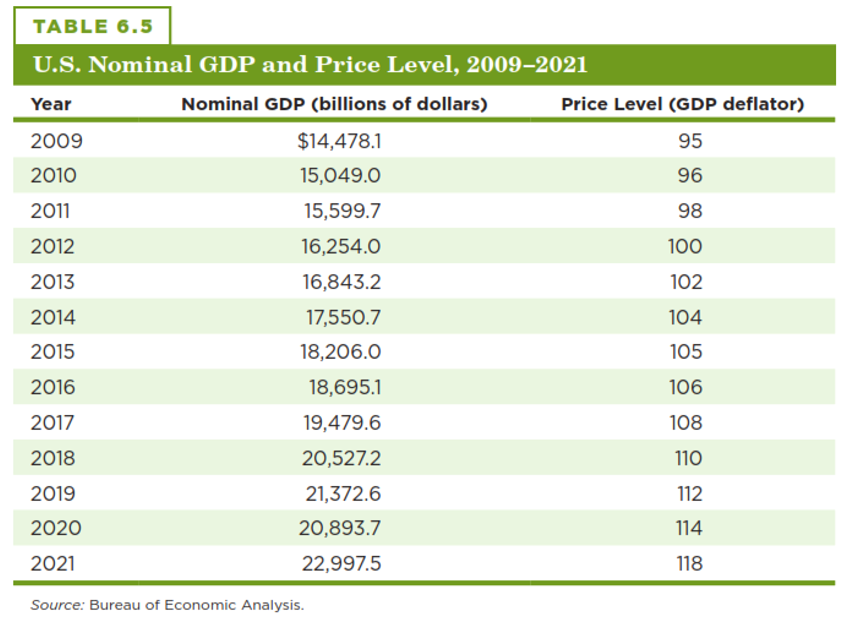 TABLE 6.5
U.S. Nominal GDP and Price Level, 2009–2021
Year Nominal GDP (billions of dollars) Price Level (GDP deflator)
2009 $14,478.1 95
2010 15,049.0 96
2011 15,599.7 98
2012 16,254.0 100
2013 16,843.2 102
2014 17,550.7 104
2015 18,206.0 105
2016 18,695.1 106
2017 19,479.6 108
2018 20,527.2 110
2019 21,372.6 112
2020 20,893.7 114
2021 22,997.5 118
Source: Bureau of Economic Analysis.